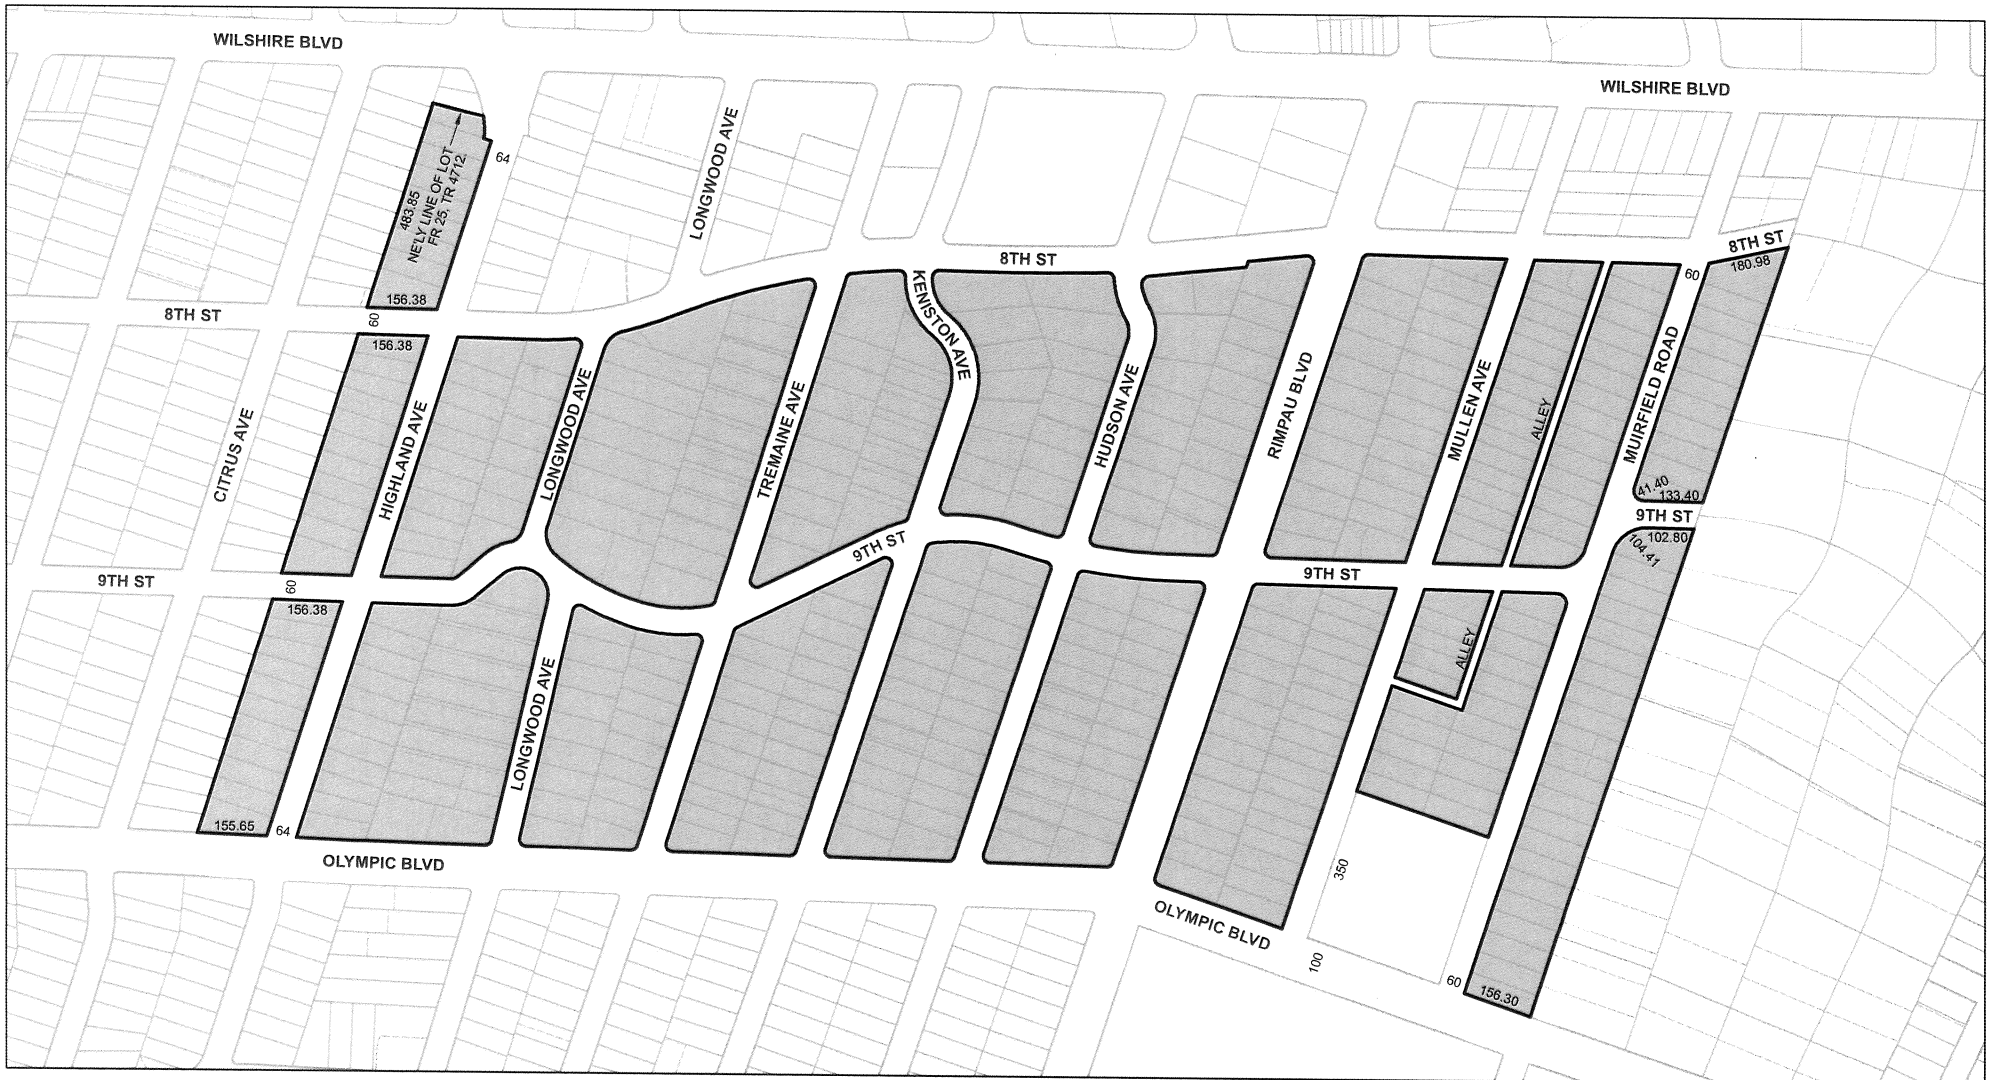 WILSHIRE BLVD
WILSHIRE BLVD
LONGWOOD AVE
64
483.85
NE'LY LINE OF LOT
FR 25, TR 4712
156.38
8TH ST
60
156.38
8TH ST
KENISTON AVE
8TH ST
180.98
60
CITRUS AVE
HIGHLAND AVE
LONGWOOD AVE
TREMAINE AVE
HUDSON AVE
RIMPAU BLVD
MULLEN AVE
ALLEY
MUIRFIELD ROAD
41.40
133.40
9TH ST
102.80
104.41
9TH ST
60
156.38
9TH ST
9TH ST
ALLEY
LONGWOOD AVE
155.65
64
OLYMPIC BLVD
350
OLYMPIC BLVD
100
60
156.30